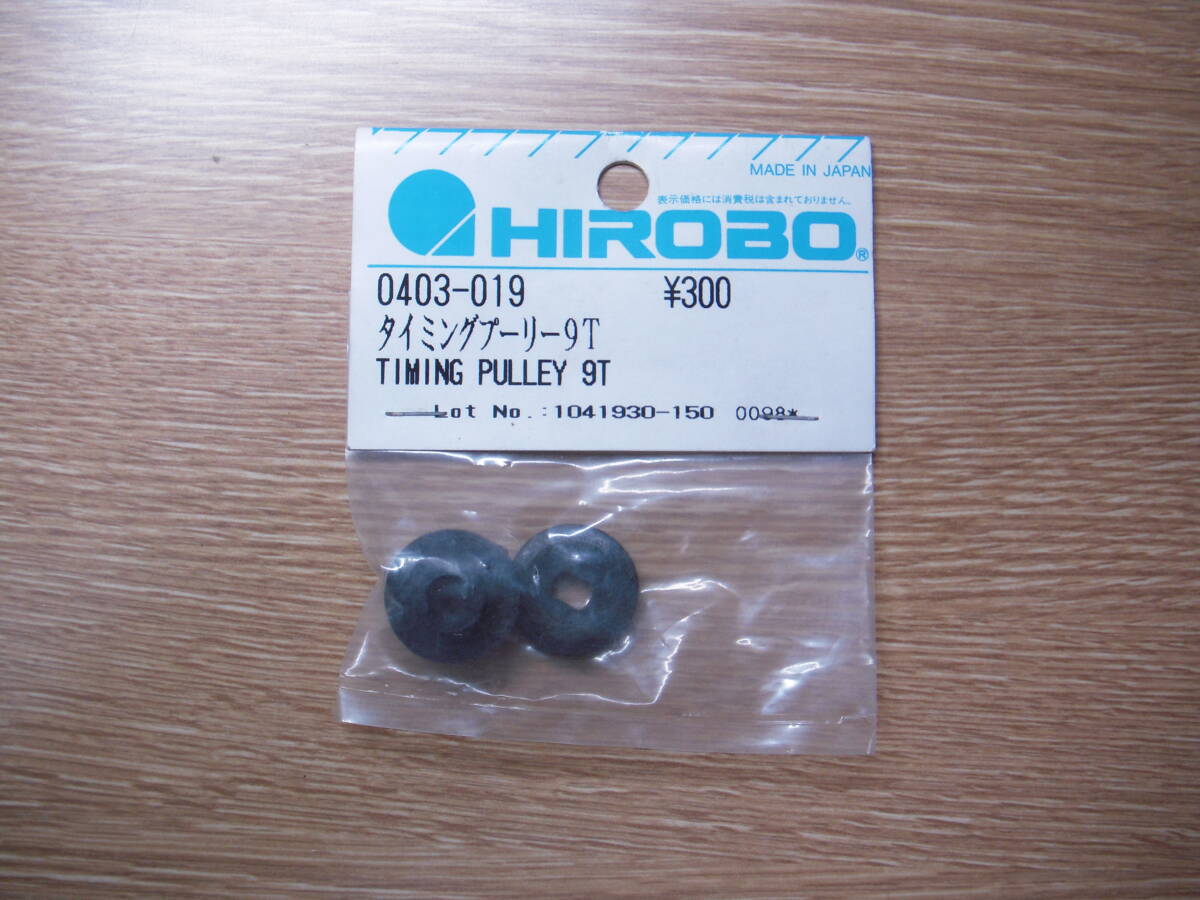 MADE IN JAPAN
表示価格には消費税は含まれておりません。
HIROBO®
0403-019 ¥300
タイミングプーリー9T
TIMING PULLEY 9T
Lot No.:1041930-150 0098*